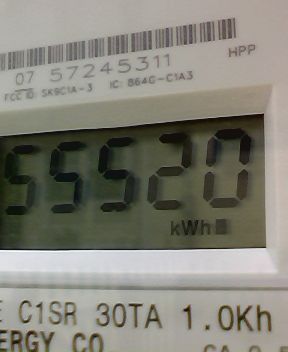 HPP
07 57245311
FCC ID: SK9C1A-3 IC: 864G-C1A3
55520
kWh
C1SR 30TA 1.0Kh
ERGY CO